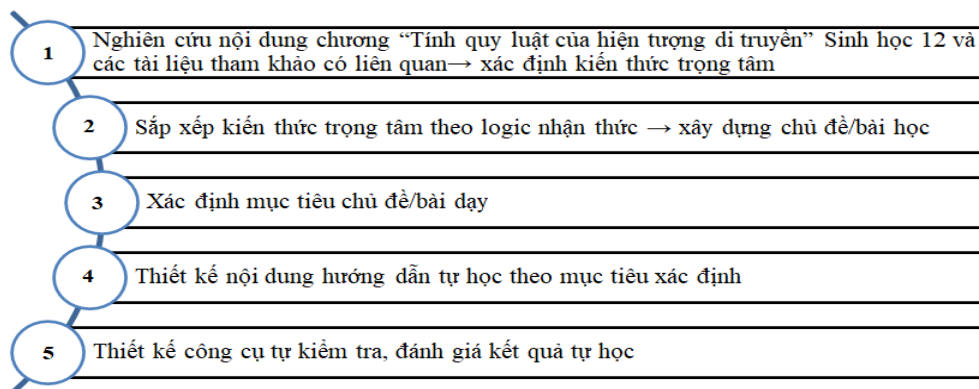 1
Nghiên cứu nội dung chương “Tính quy luật của hiện tượng di truyền” Sinh học 12 và
các tài liệu tham khảo có liên quan→ xác định kiến thức trọng tâm
2
Sắp xếp kiến thức trọng tâm theo logic nhận thức → xây dựng chủ đề/bài học
3
Xác định mục tiêu chủ đề/bài dạy
4
Thiết kế nội dung hướng dẫn tự học theo mục tiêu xác định
5
Thiết kế công cụ tự kiểm tra, đánh giá kết quả tự học